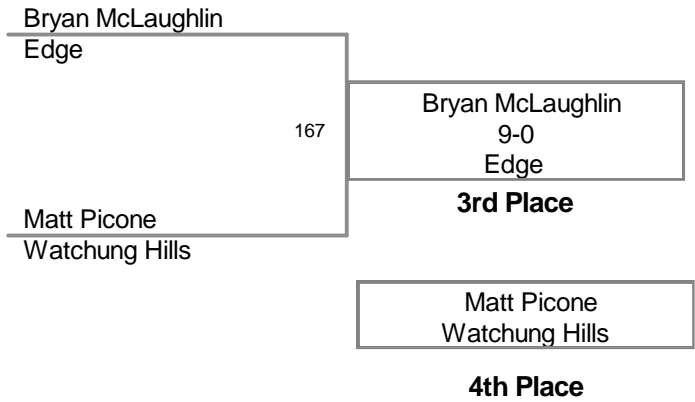 Bryan McLaughlin
Edge
167
Bryan McLaughlin
9-0
Edge
3rd Place
Matt Picone
Watchung Hills
Matt Picone
Watchung Hills
4th Place